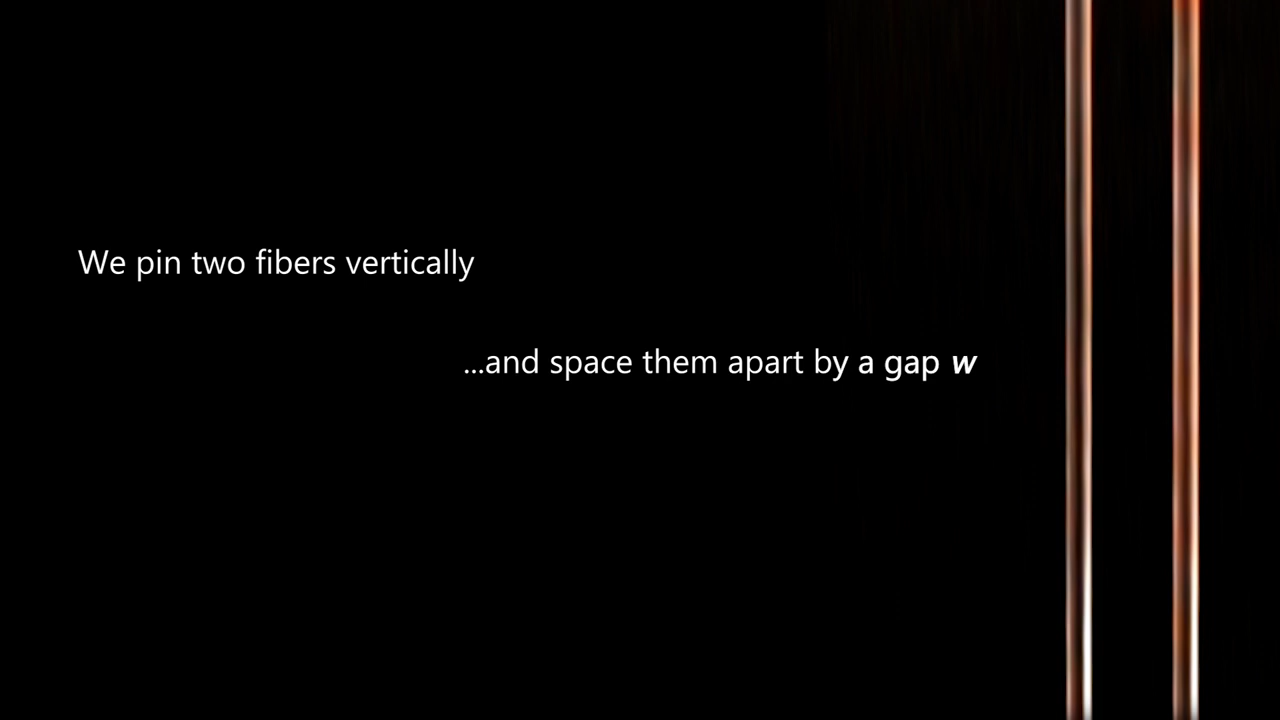 We pin two fibers vertically
...and space them apart by a gap w